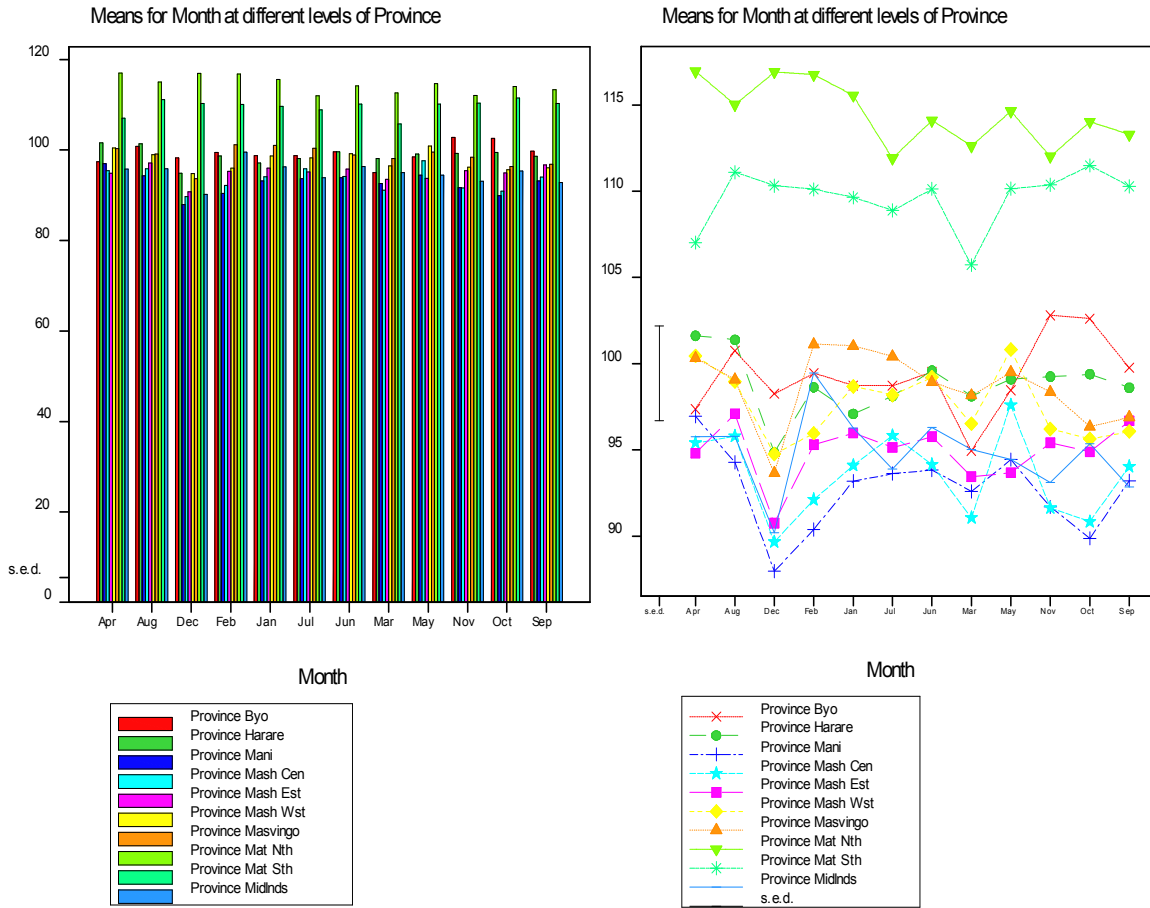 Means for Month at different levels of Province
120
100
80
60
40
20
s.e.d.
0
Apr Aug Dec Feb Jan Jul Jun Mar May Nov Oct Sep
Month
Province Byo
Province Harare
Province Mani
Province Mash Cen
Province Mash Est
Province Mash Wst
Province Masvingo
Province Mat Nth
Province Mat Sth
Province Midlnds
Means for Month at different levels of Province
115
110
105
100
95
90
s.e.d. Apr Aug Dec Feb Jan Jul Jun Mar May Nov Oct Sep
Month
Province Byo
Province Harare
Province Mani
Province Mash Cen
Province Mash Est
Province Mash Wst
Province Masvingo
Province Mat Nth
Province Mat Sth
Province Midlnds
s.e.d.